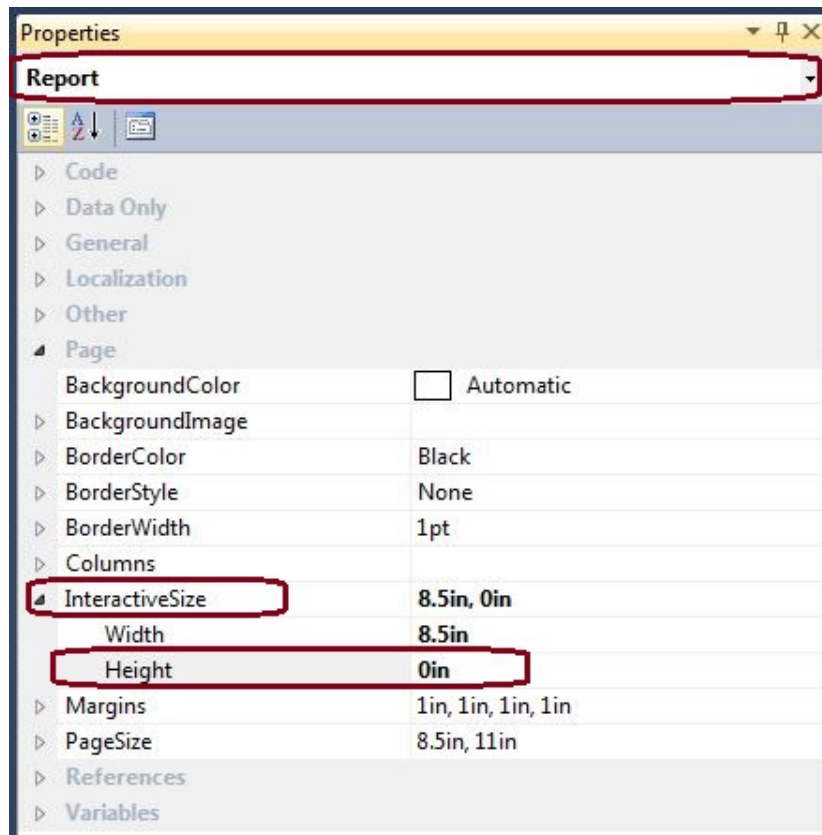 Properties
Report
Code
Data Only
General
Localization
Other
Page
BackgroundColor Automatic
BackgroundImage
BorderColor Black
BorderStyle None
BorderWidth 1pt
Columns
InteractiveSize 8.5in, 0in
Width 8.5in
Height 0in
Margins 1in, 1in, 1in, 1in
PageSize 8.5in, 11in
References
Variables